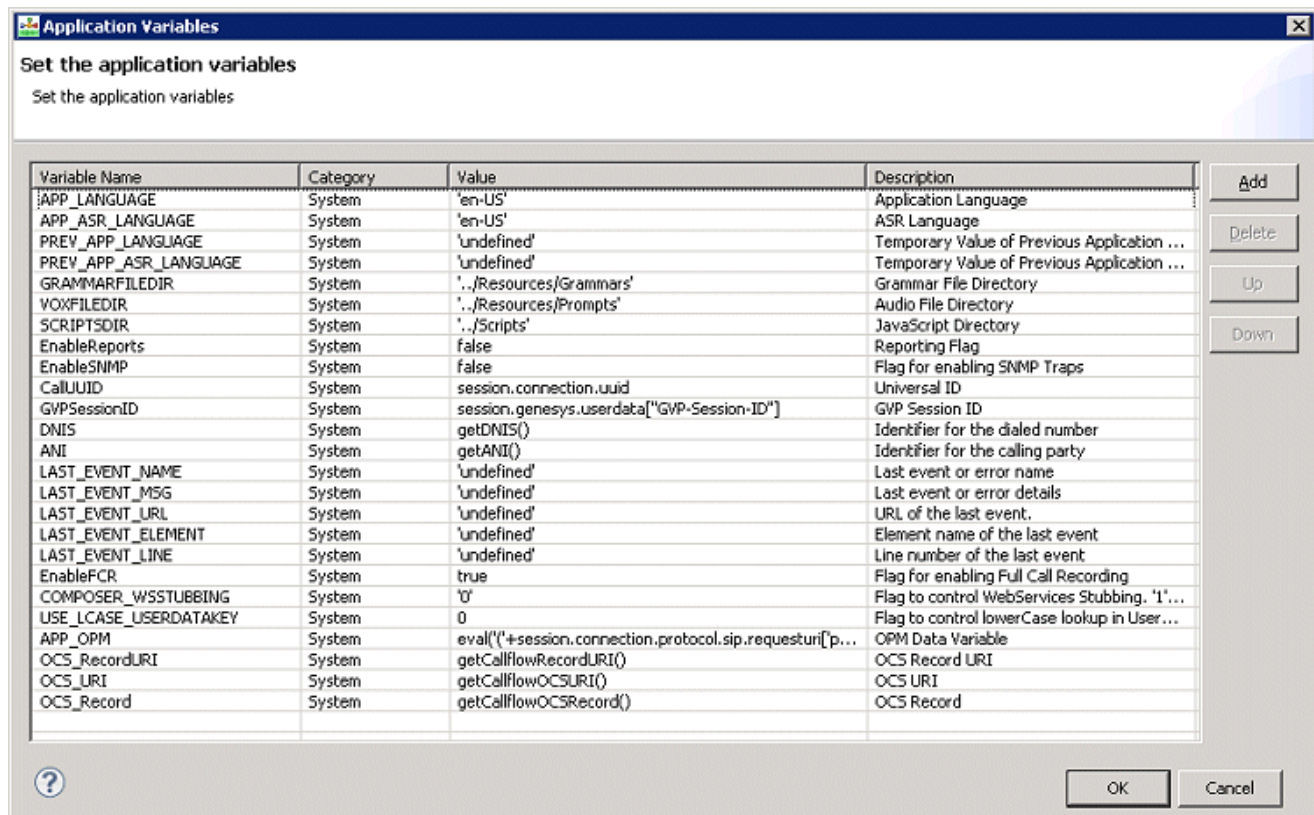 Application Variables
Set the application variables
Set the application variables
Variable Name Category Value Description
APP_LANGUAGE System 'en-US' Application Language
APP_ASR_LANGUAGE System 'en-US' ASR Language
PREV_APP_LANGUAGE System 'undefined' Temporary Value of Previous Application ...
PREV_APP_ASR_LANGUAGE System 'undefined' Temporary Value of Previous Application ...
GRAMMARFILEDIR System '../Resources/Grammars' Grammar File Directory
VOXFILEDIR System '../Resources/Prompts' Audio File Directory
SCRIPTSDIR System '../Scripts' JavaScript Directory
EnableReports System false Reporting Flag
EnableSNMP System false Flag for enabling SNMP Traps
CallUUID System session.connection.uuid Universal ID
GVPSessionID System session.genesys.userdata["GVP-Session-ID"] GVP Session ID
DNIS System getDNIS() Identifier for the dialed number
ANI System getANI() Identifier for the calling party
LAST_EVENT_NAME System 'undefined' Last event or error name
LAST_EVENT_MSG System 'undefined' Last event or error details
LAST_EVENT_URL System 'undefined' URL of the last event.
LAST_EVENT_ELEMENT System 'undefined' Element name of the last event
LAST_EVENT_LINE System 'undefined' Line number of the last event
EnableFCR System true Flag for enabling Full Call Recording
COMPOSER_WSSTUBBING System '0' Flag to control WebServices Stubbing. '1'...
USE_LCASE_USERDATAKEY System 0 Flag to control lowerCase lookup in User...
APP_OPM System eval('('+session.connection.protocol.sip.requesturi['p... OPM Data Variable
OCS_RecordURI System getCallflowRecordURI() OCS Record URI
OCS_URI System getCallflowOCSURI() OCS URI
OCS_Record System getCallflowOCSRecord() OCS Record
Add
Delete
Up
Down
?
OK Cancel